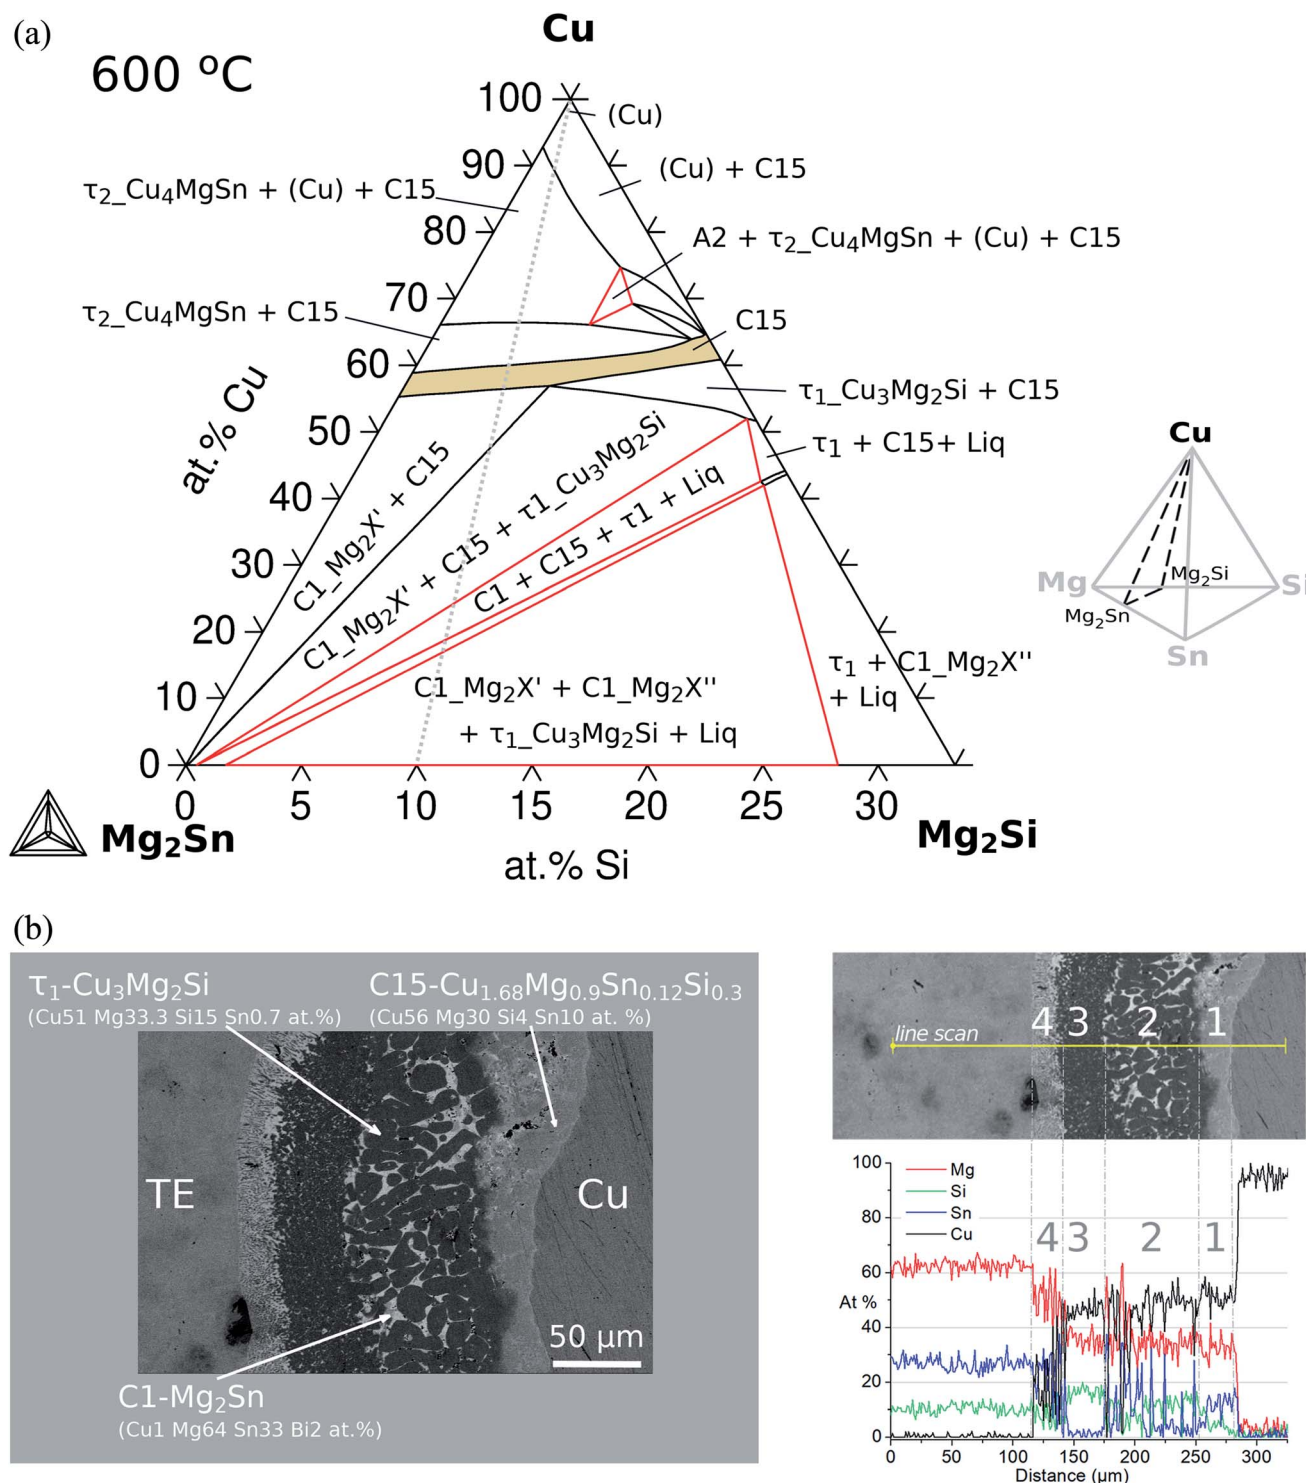 (a)
Cu
600 ºC
100
(Cu)
90
(Cu) + C15
τ2_Cu4MgSn + (Cu) + C15
80
A2 + τ2_Cu4MgSn + (Cu) + C15
70
τ2_Cu4MgSn + C15
C15
60
τ1_Cu3Mg2Si + C15
at.% Cu
50
τ1 + C15+ Liq
40
C1_Mg2X' + C15
C1_Mg2X' + C15 + τ1_Cu3Mg2Si
C1 + C15 + τ1 + Liq
30
20
10
0
C1_Mg2X' + C1_Mg2X''
+ τ1_Cu3Mg2Si + Liq
τ1 + C1_Mg2X''
+ Liq
0 5 10 15 20 25 30
Mg2Sn
Mg2Si
at.% Si
Cu
Mg
Mg2Si
Si
Mg2Sn
Sn
(b)
τ1-Cu3Mg2Si
(Cu51 Mg33.3 Si15 Sn0.7 at.%)
C15-Cu1.68Mg0.9Sn0.12Si0.3
(Cu56 Mg30 Si4 Sn10 at. %)
TE
Cu
50 µm
C1-Mg2Sn
(Cu1 Mg64 Sn33 Bi2 at.%)
4 3 2 1
line scan
100
80
60
At %
40
20
0
Mg
Si
Sn
Cu
4 3 2 1
0 50 100 150 200 250 300
Distance (µm)